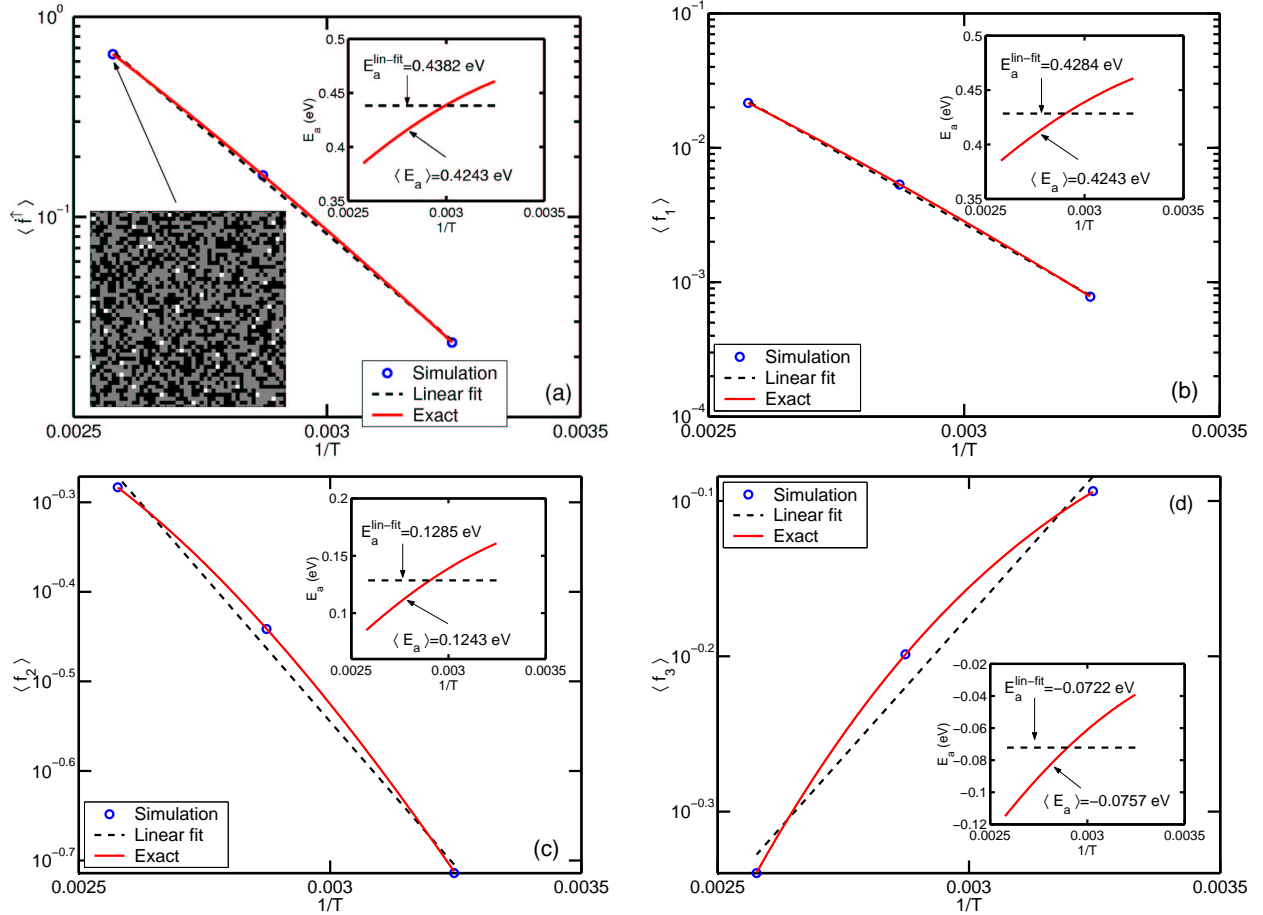 10^0
10^−1
⟨ f^↑_i ⟩
0.0025 0.003 0.0035
1/T
0.5
0.45
0.4
0.35
E_a (eV)
E_a^lin−fit=0.4382 eV
⟨ E_a ⟩=0.4243 eV
0.0025 0.003 0.0035
1/T
Simulation
Linear fit
Exact
(a)
10^−1
10^−2
10^−3
10^−4
⟨ f_1 ⟩
0.0025 0.003 0.0035
1/T
0.5
0.45
0.4
0.35
E_a (eV)
E_a^lin−fit=0.4284 eV
⟨ E_a ⟩=0.4243 eV
0.0025 0.003 0.0035
1/T
Simulation
Linear fit
Exact
(b)
10^−0.3
10^−0.4
10^−0.5
10^−0.6
10^−0.7
⟨ f_2 ⟩
0.0025 0.003 0.0035
1/T
0.2
0.15
0.1
0.05
E_a (eV)
E_a^lin−fit=0.1285 eV
⟨ E_a ⟩=0.1243 eV
0.0025 0.003 0.0035
1/T
Simulation
Linear fit
Exact
(c)
10^−0.1
10^−0.2
10^−0.3
⟨ f_3 ⟩
0.0025 0.003 0.0035
1/T
Simulation
Linear fit
Exact
(d)
−0.02
−0.04
−0.06
−0.08
−0.1
−0.12
E_a (eV)
E_a^lin−fit=−0.0722 eV
⟨ E_a ⟩=−0.0757 eV
0.0025 0.003 0.0035
1/T